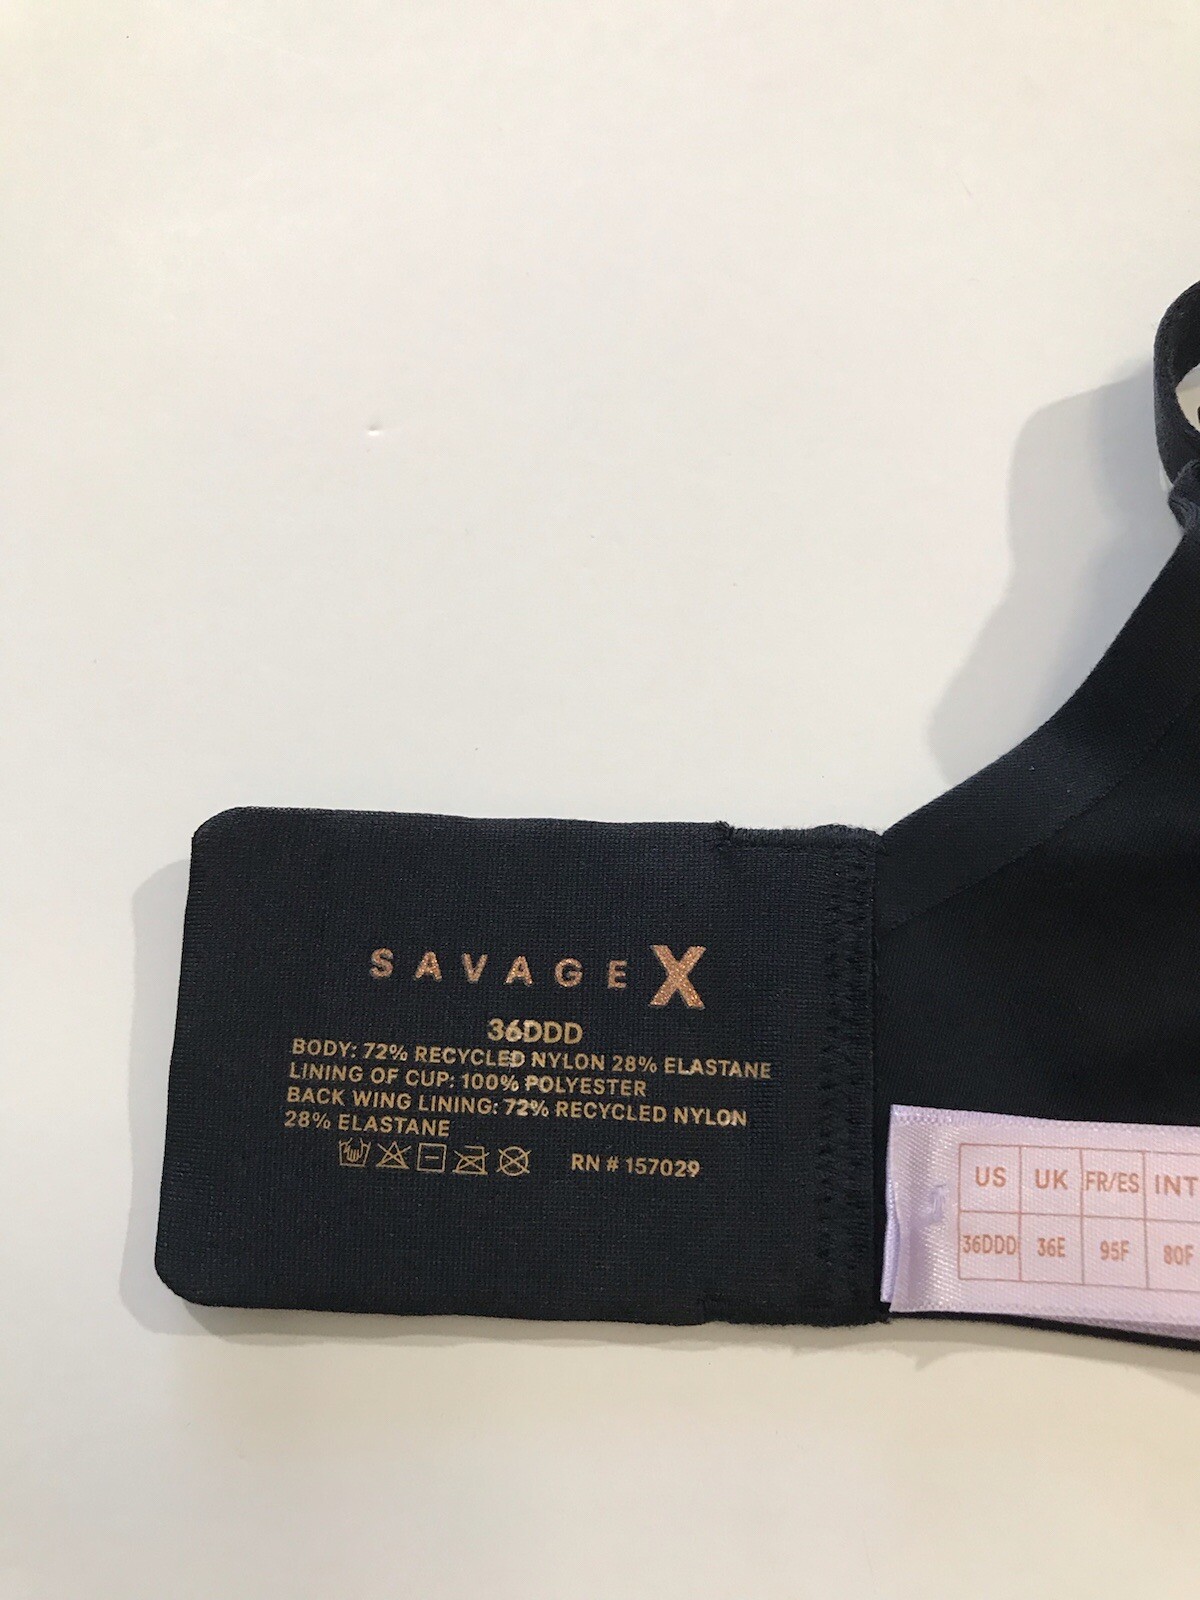 SAVAGE X
36DDD
BODY: 72% RECYCLED NYLON 28% ELASTANE
LINING OF CUP: 100% POLYESTER
BACK WING LINING: 72% RECYCLED NYLON
28% ELASTANE
RN # 157029
US UK FR/ES INT
36DDD 36E 95F 80F